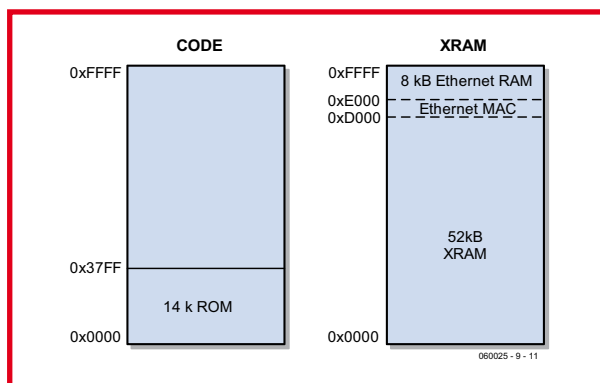 CODE
0xFFFF
0x37FF
14 k ROM
0x0000
XRAM
0xFFFF
8 kB Ethernet RAM
0xE000
Ethernet MAC
0xD000
52kB
XRAM
0x0000
060025 - 9 - 11